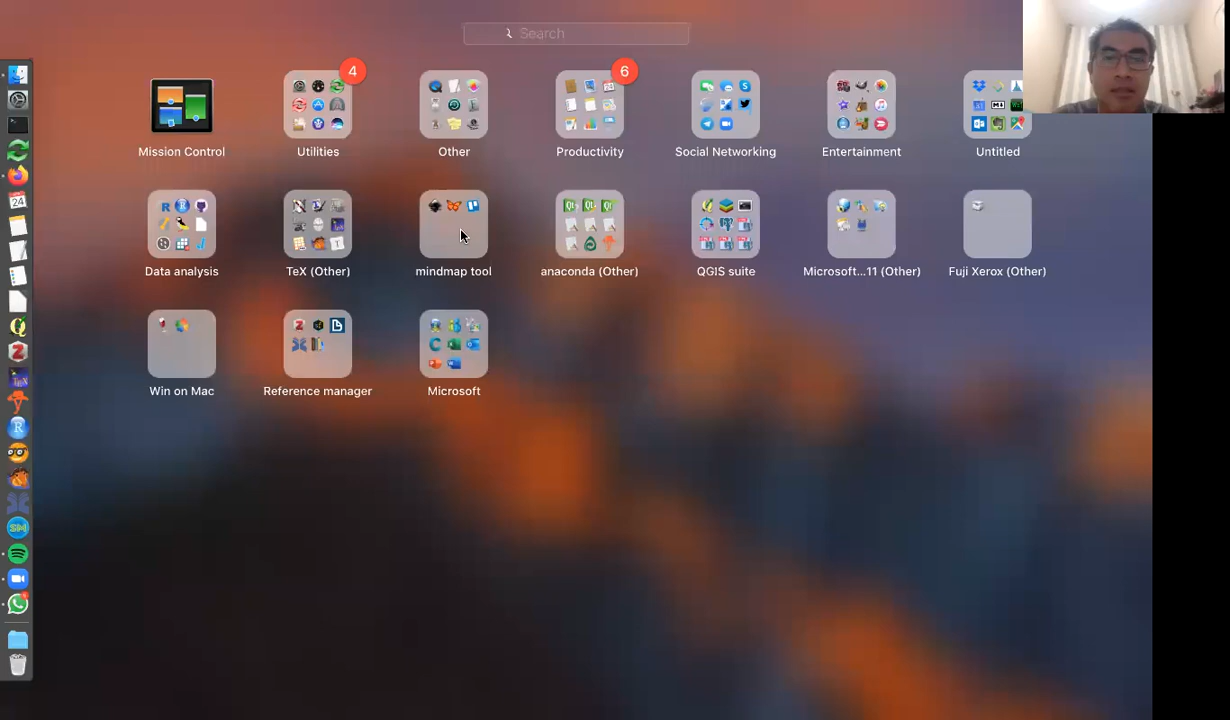 Search
4
6
Mission Control
Utilities
Other
Productivity
Social Networking
Entertainment
Untitled
24
Data analysis
TeX (Other)
mindmap tool
anaconda (Other)
QGIS suite
Microsoft...11 (Other)
Fuji Xerox (Other)
Win on Mac
Reference manager
Microsoft